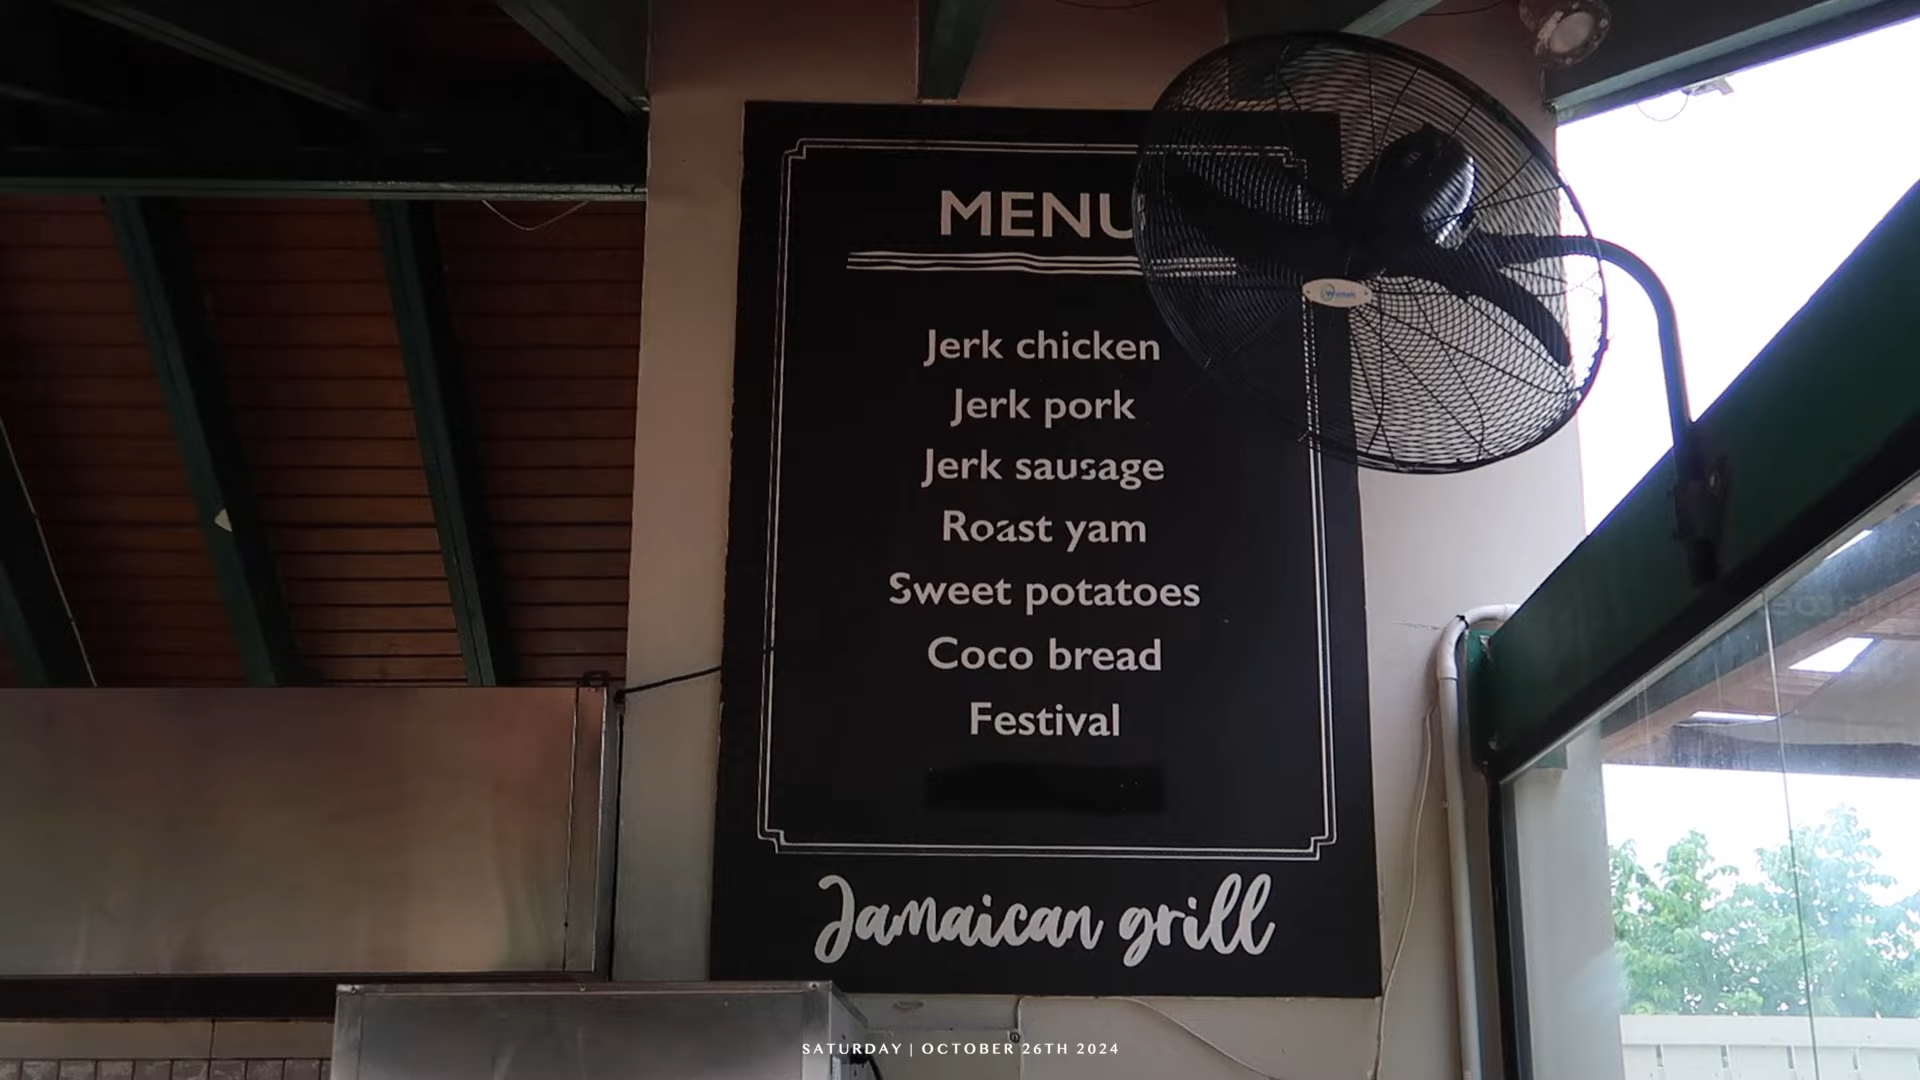 MENU
Jerk chicken
Jerk pork
Jerk sausage
Roast yam
Sweet potatoes
Coco bread
Festival
Jamaican grill
SATURDAY | OCTOBER 26TH 2024